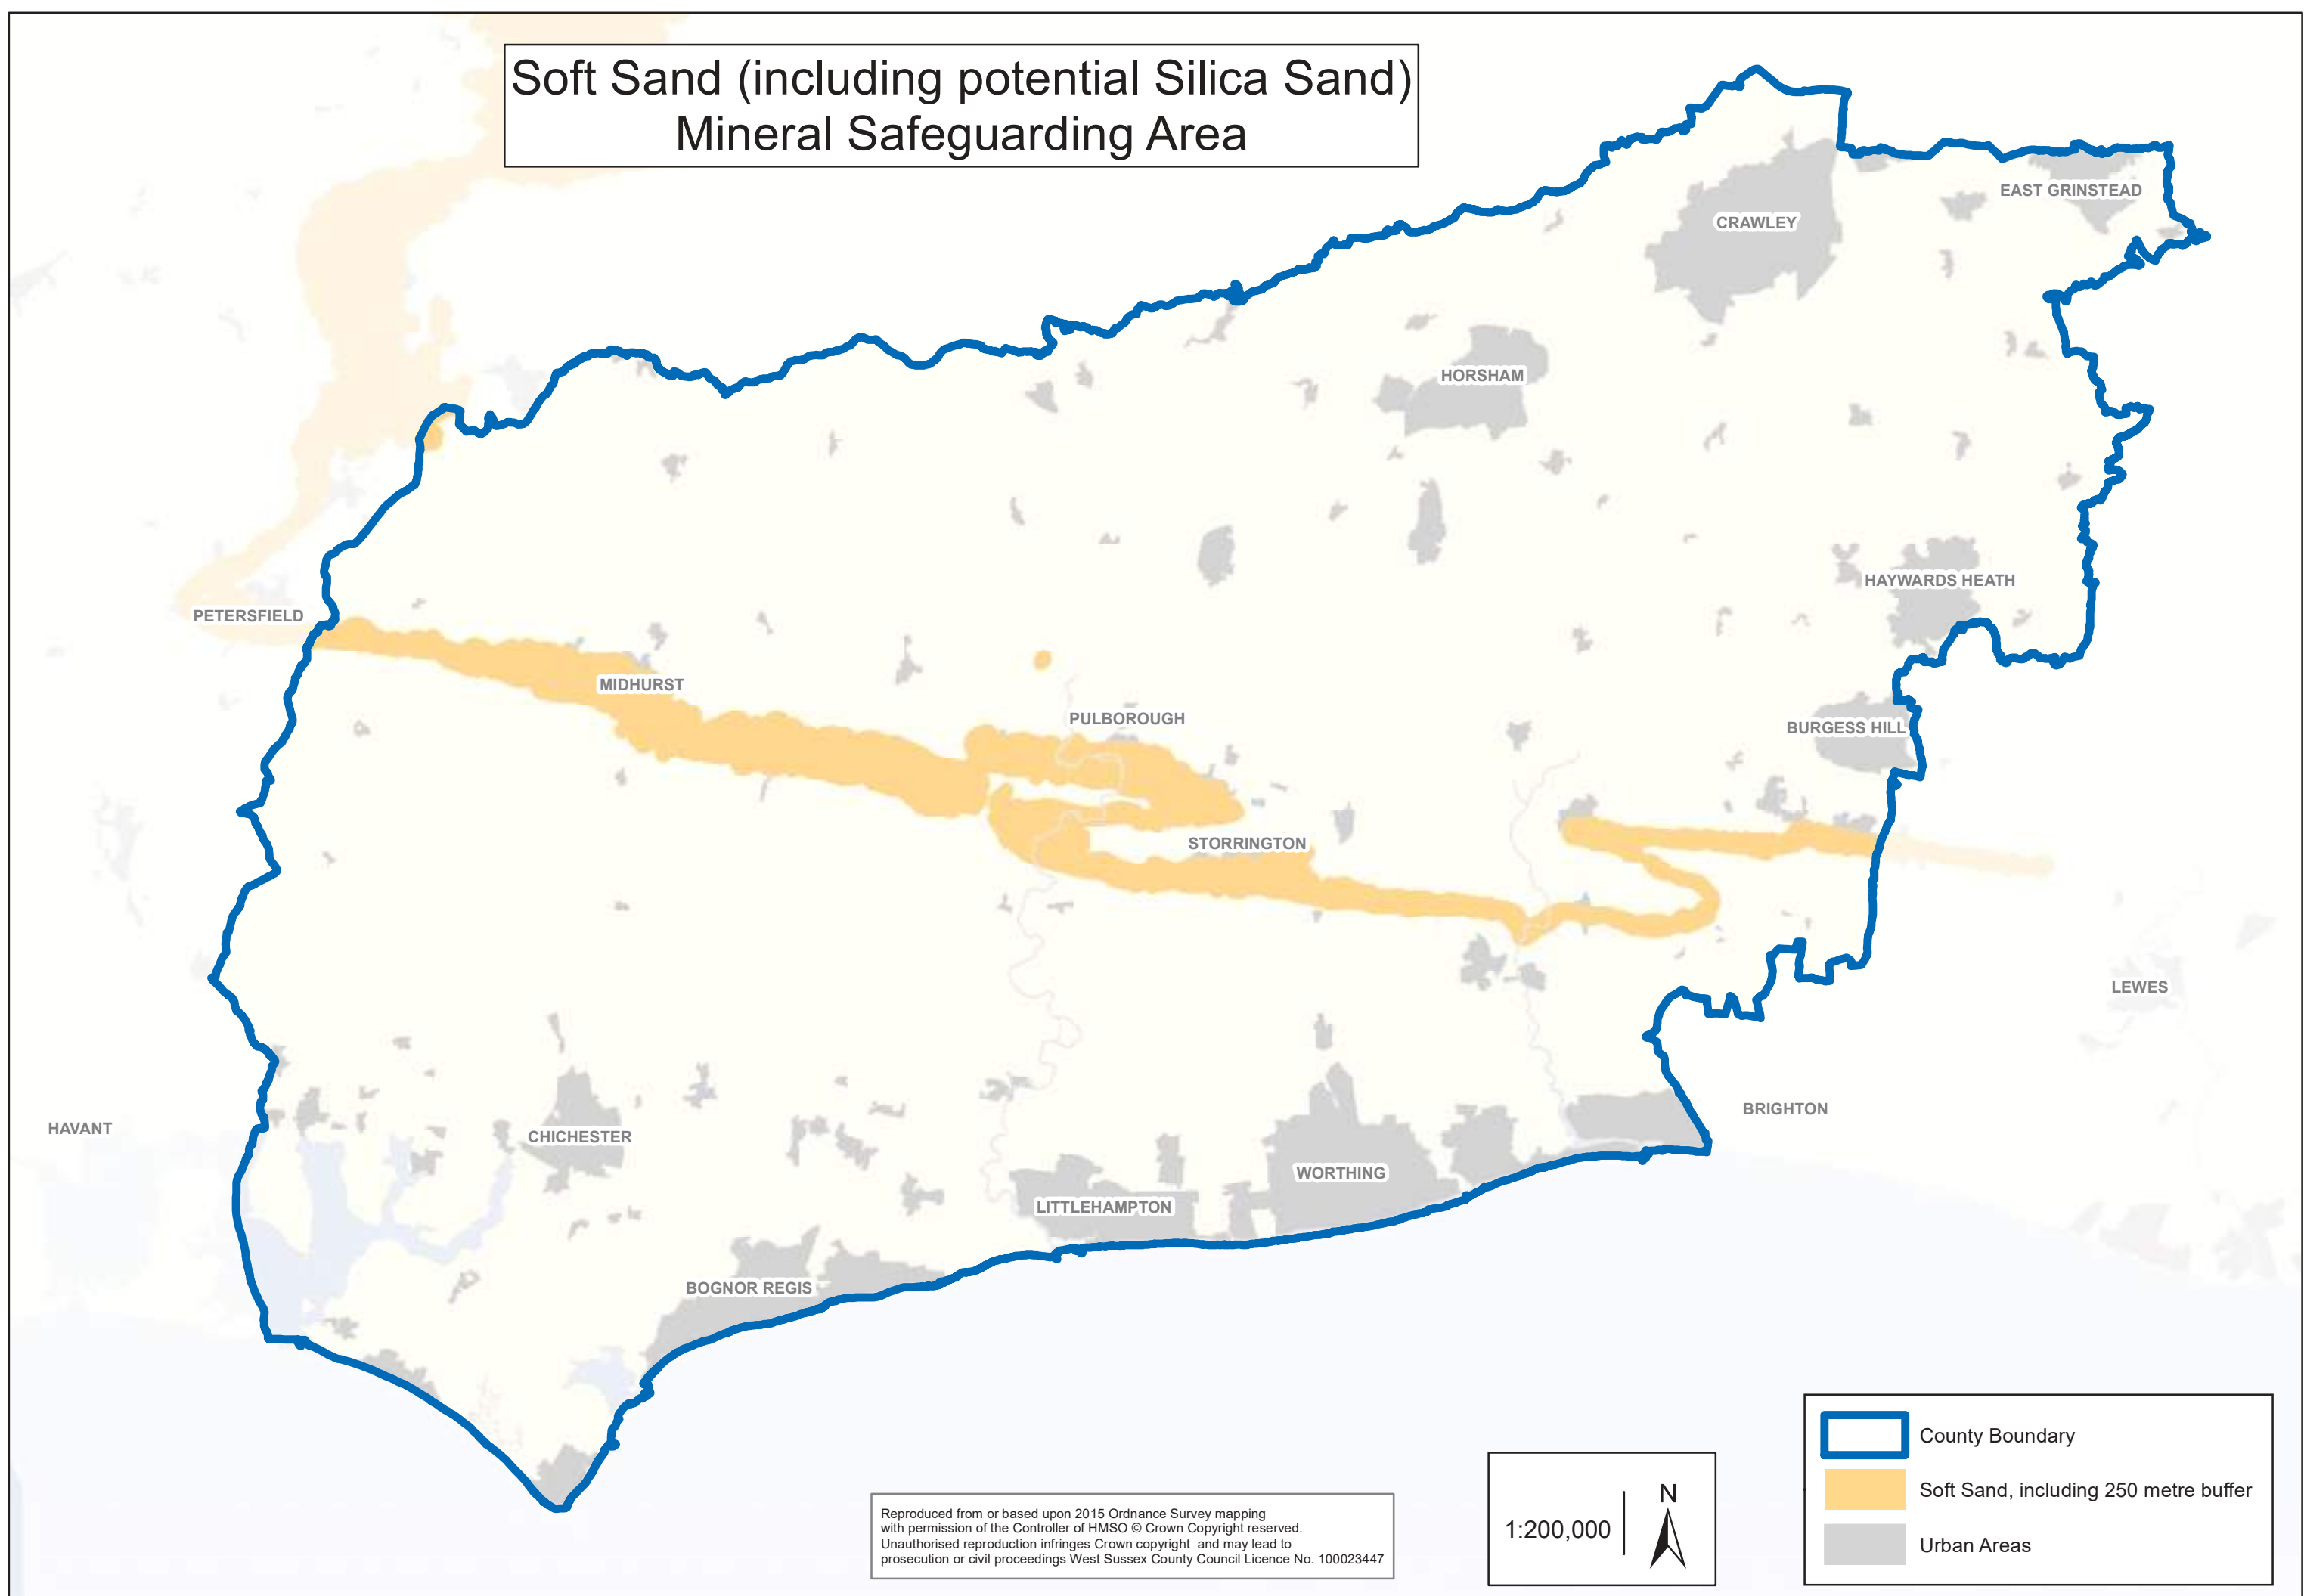 Soft Sand (including potential Silica Sand)
Mineral Safeguarding Area
EAST GRINSTEAD
CRAWLEY
HORSHAM
HAYWARDS HEATH
PETERSFIELD
MIDHURST
PULBOROUGH
BURGESS HILL
STORRINGTON
LEWES
BRIGHTON
HAVANT
CHICHESTER
WORTHING
LITTLEHAMPTON
BOGNOR REGIS
County Boundary
Soft Sand, including 250 metre buffer
Urban Areas
N
1:200,000
Reproduced from or based upon 2015 Ordnance Survey mapping
with permission of the Controller of HMSO © Crown Copyright reserved.
Unauthorised reproduction infringes Crown copyright and may lead to
prosecution or civil proceedings West Sussex County Council Licence No. 100023447